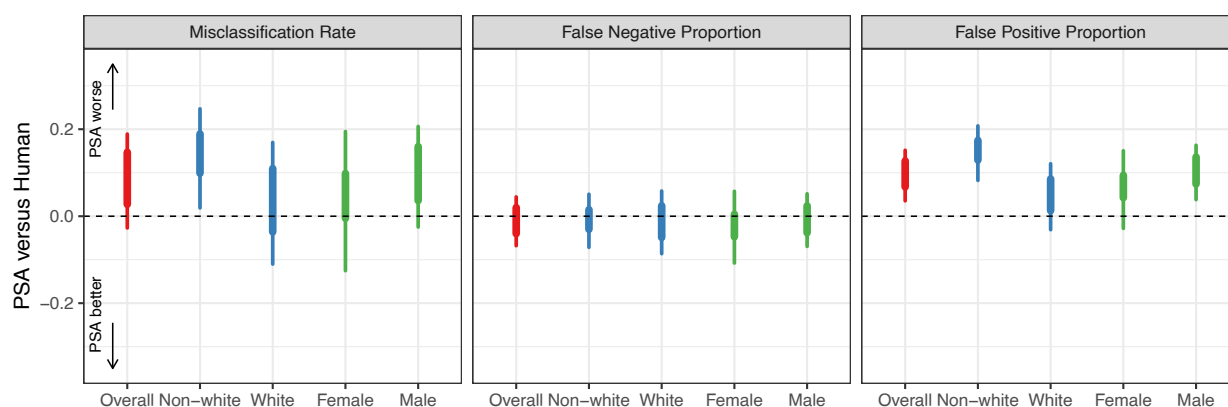 Misclassification Rate
False Negative Proportion
False Positive Proportion
PSA versus Human
PSA worse
PSA better
0.2
0.0
−0.2
Overall Non−white White Female Male
Overall Non−white White Female Male
Overall Non−white White Female Male